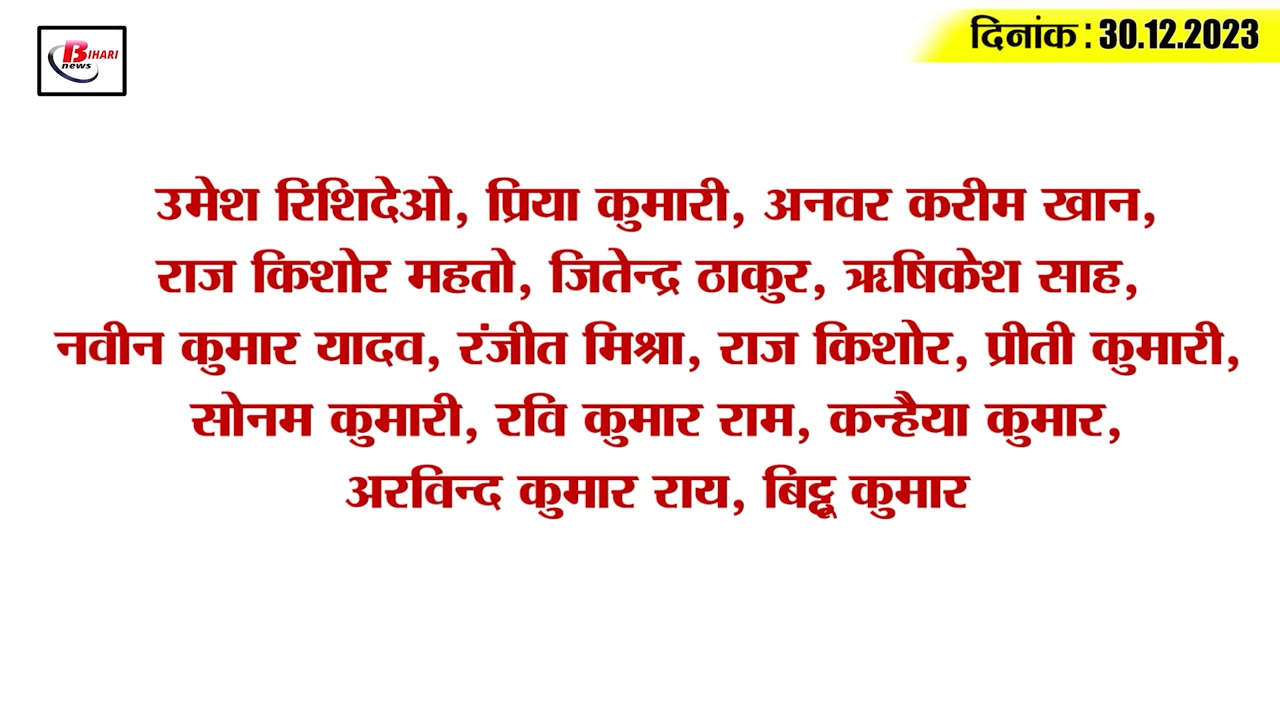 BIHARI
news
दिनांक : 30.12.2023
उमेश रिशिदेओ, प्रिया कुमारी, अनवर करीम खान,
राज किशोर महतो, जितेन्द्र ठाकुर, ऋषिकेश साह,
नवीन कुमार यादव, रंजीत मिश्रा, राज किशोर, प्रीती कुमारी,
सोनम कुमारी, रवि कुमार राम, कन्हैया कुमार,
अरविन्द कुमार राय, बिट्टू कुमार